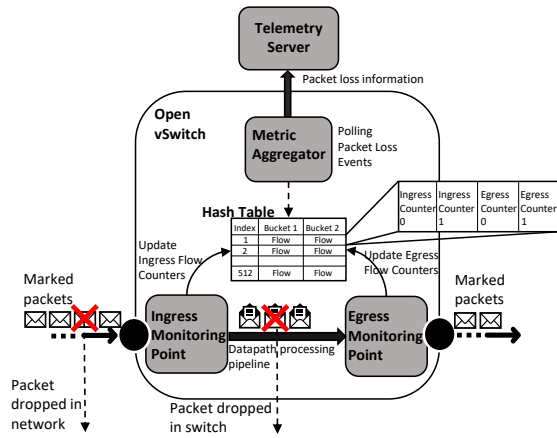 Telemetry
Server
Packet loss information
Open
vSwitch
Metric
Aggregator
Polling
Packet Loss
Events
Ingress Ingress Egress Egress
Counter Counter Counter Counter
0 1 0 1
Hash Table
Index Bucket 1 Bucket 2
1 Flow Flow
2 Flow Flow
512 Flow Flow
Update
Ingress Flow
Counters
Update Egress
Flow Counters
Marked
packets
Marked
packets
Ingress
Monitoring
Point
Egress
Monitoring
Point
Datapath processing
pipeline
Packet
dropped in
network
Packet dropped
in switch